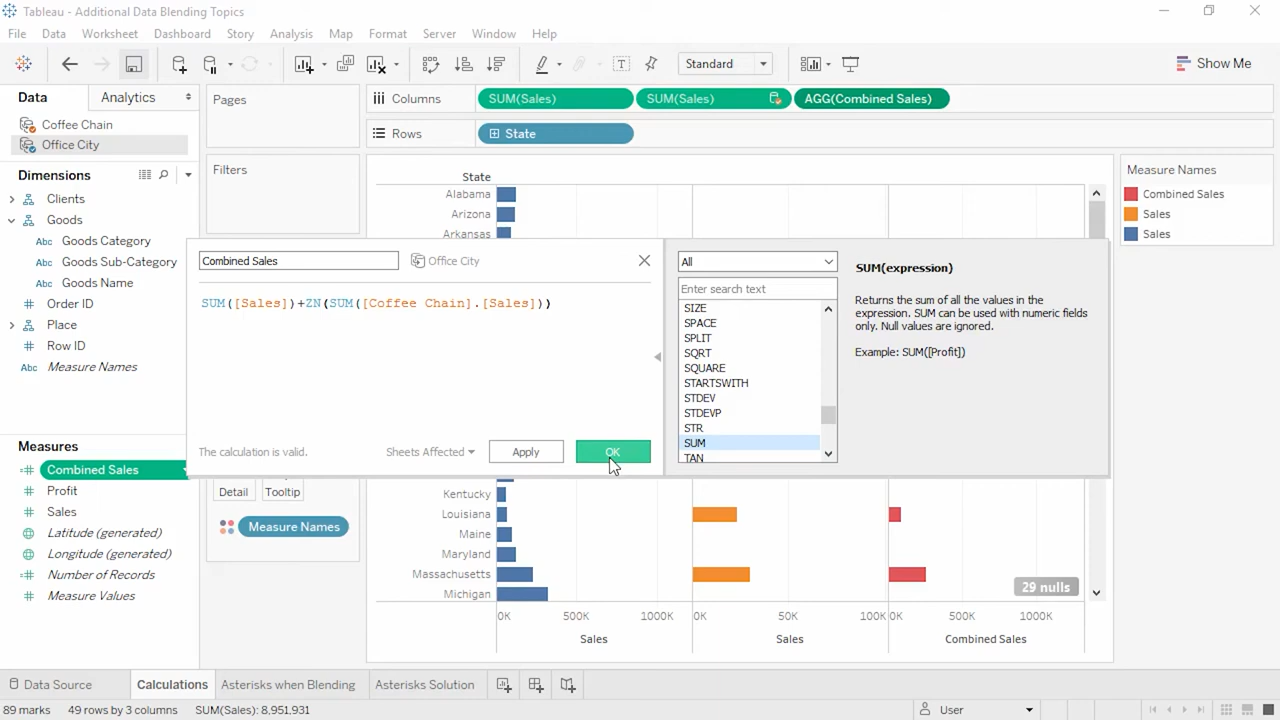 Tableau - Additional Data Blending Topics
File Data Worksheet Dashboard Story Analysis Map Format Server Window Help
Standard
Show Me
Data Analytics
Coffee Chain
Office City
Dimensions
Clients
Goods
Abc Goods Category
Abc Goods Sub-Category
Abc Goods Name
Abc Order ID
Place
Abc Row ID
Abc Measure Names
Measures
Combined Sales
Profit
Sales
Latitude (generated)
Longitude (generated)
Number of Records
Measure Values
Pages
Filters
Detail Tooltip
Measure Names
Columns SUM(Sales) SUM(Sales) AGG(Combined Sales)
Rows State
State
Alabama
Arizona
Arkansas
Combined Sales Office City
SUM([Sales])+ZN(SUM([Coffee Chain].[Sales]))
The calculation is valid. Sheets Affected Apply OK
All
Enter search text
SIZE
SPACE
SPLIT
SQRT
SQUARE
STARTSWITH
STDEV
STDEVP
STR
SUM
TAN
SUM(expression)
Returns the sum of all the values in the
expression. SUM can be used with numeric fields
only. Null values are ignored.
Example: SUM([Profit])
Kentucky
Louisiana
Maine
Maryland
Massachusetts
Michigan
29 nulls
0K 500K 1000K 0K 50K 100K 0K 500K 1000K
Sales Sales Combined Sales
Measure Names
Combined Sales
Sales
Sales
Data Source Calculations Asterisks when Blending Asterisks Solution
89 marks 49 rows by 3 columns SUM(Sales): 8,951,931 User